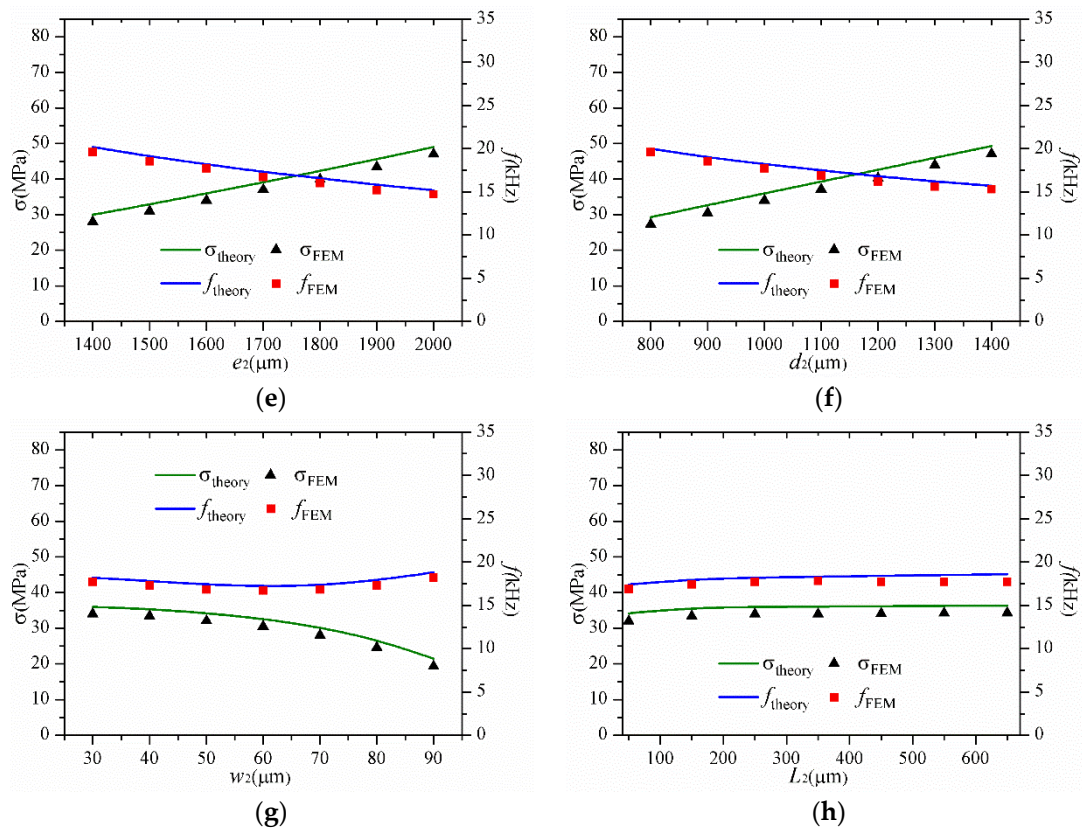 80
70
60
50
40
30
20
10
0
σ(MPa)
35
30
25
20
15
10
5
0
f(kHz)
σtheory σFEM
ftheory fFEM
1400 1500 1600 1700 1800 1900 2000
e2(μm)
(e)
80
70
60
50
40
30
20
10
0
σ(MPa)
35
30
25
20
15
10
5
0
f(kHz)
σtheory σFEM
ftheory fFEM
800 900 1000 1100 1200 1300 1400
d2(μm)
(f)
80
70
60
50
40
30
20
10
0
σ(MPa)
35
30
25
20
15
10
5
0
f(kHz)
σtheory σFEM
ftheory fFEM
30 40 50 60 70 80 90
w2(μm)
(g)
80
70
60
50
40
30
20
10
0
σ(MPa)
35
30
25
20
15
10
5
0
f(kHz)
σtheory σFEM
ftheory fFEM
100 200 300 400 500 600
L2(μm)
(h)